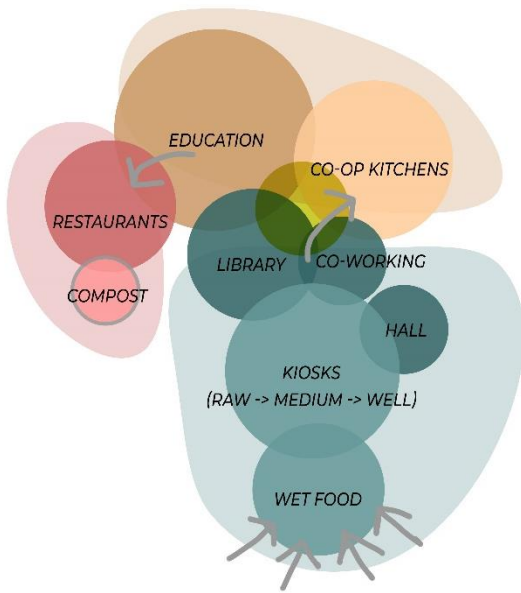 EDUCATION
CO-OP KITCHENS
RESTAURANTS
LIBRARY
CO-WORKING
COMPOST
HALL
KIOSKS
(RAW -> MEDIUM -> WELL)
WET FOOD